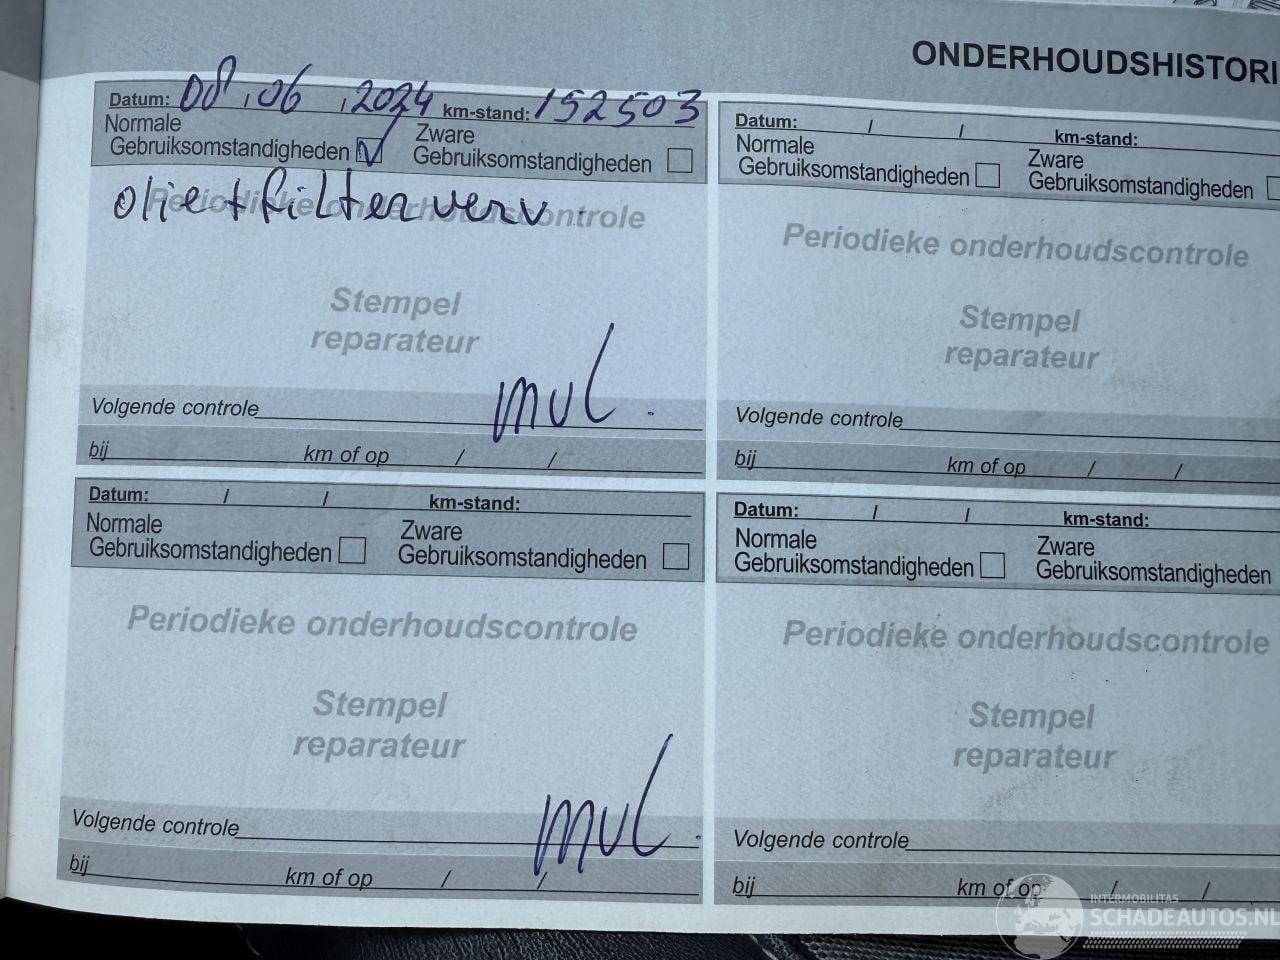 ONDERHOUDSHISTORI
Datum: 08 / 06 / 2024 km-stand: 152503
Normale
Gebruiksomstandigheden
Zware
Gebruiksomstandigheden
olie + filter verv.
Periodieke onderhoudscontrole
Stempel
reparateur
mvl.
Volgende controle
bij km of op / /
Datum: / / km-stand:
Normale
Gebruiksomstandigheden
Zware
Gebruiksomstandigheden
Periodieke onderhoudscontrole
Stempel
reparateur
Volgende controle
bij km of op / /
Datum: / / km-stand:
Normale
Gebruiksomstandigheden
Zware
Gebruiksomstandigheden
Periodieke onderhoudscontrole
Stempel
reparateur
mvl.
Volgende controle
bij km of op / /
Datum: / / km-stand:
Normale
Gebruiksomstandigheden
Zware
Gebruiksomstandigheden
Periodieke onderhoudscontrole
Stempel
reparateur
Volgende controle
bij km of op / /
INTERMOBILITAS
SCHADEAUTOS.NL